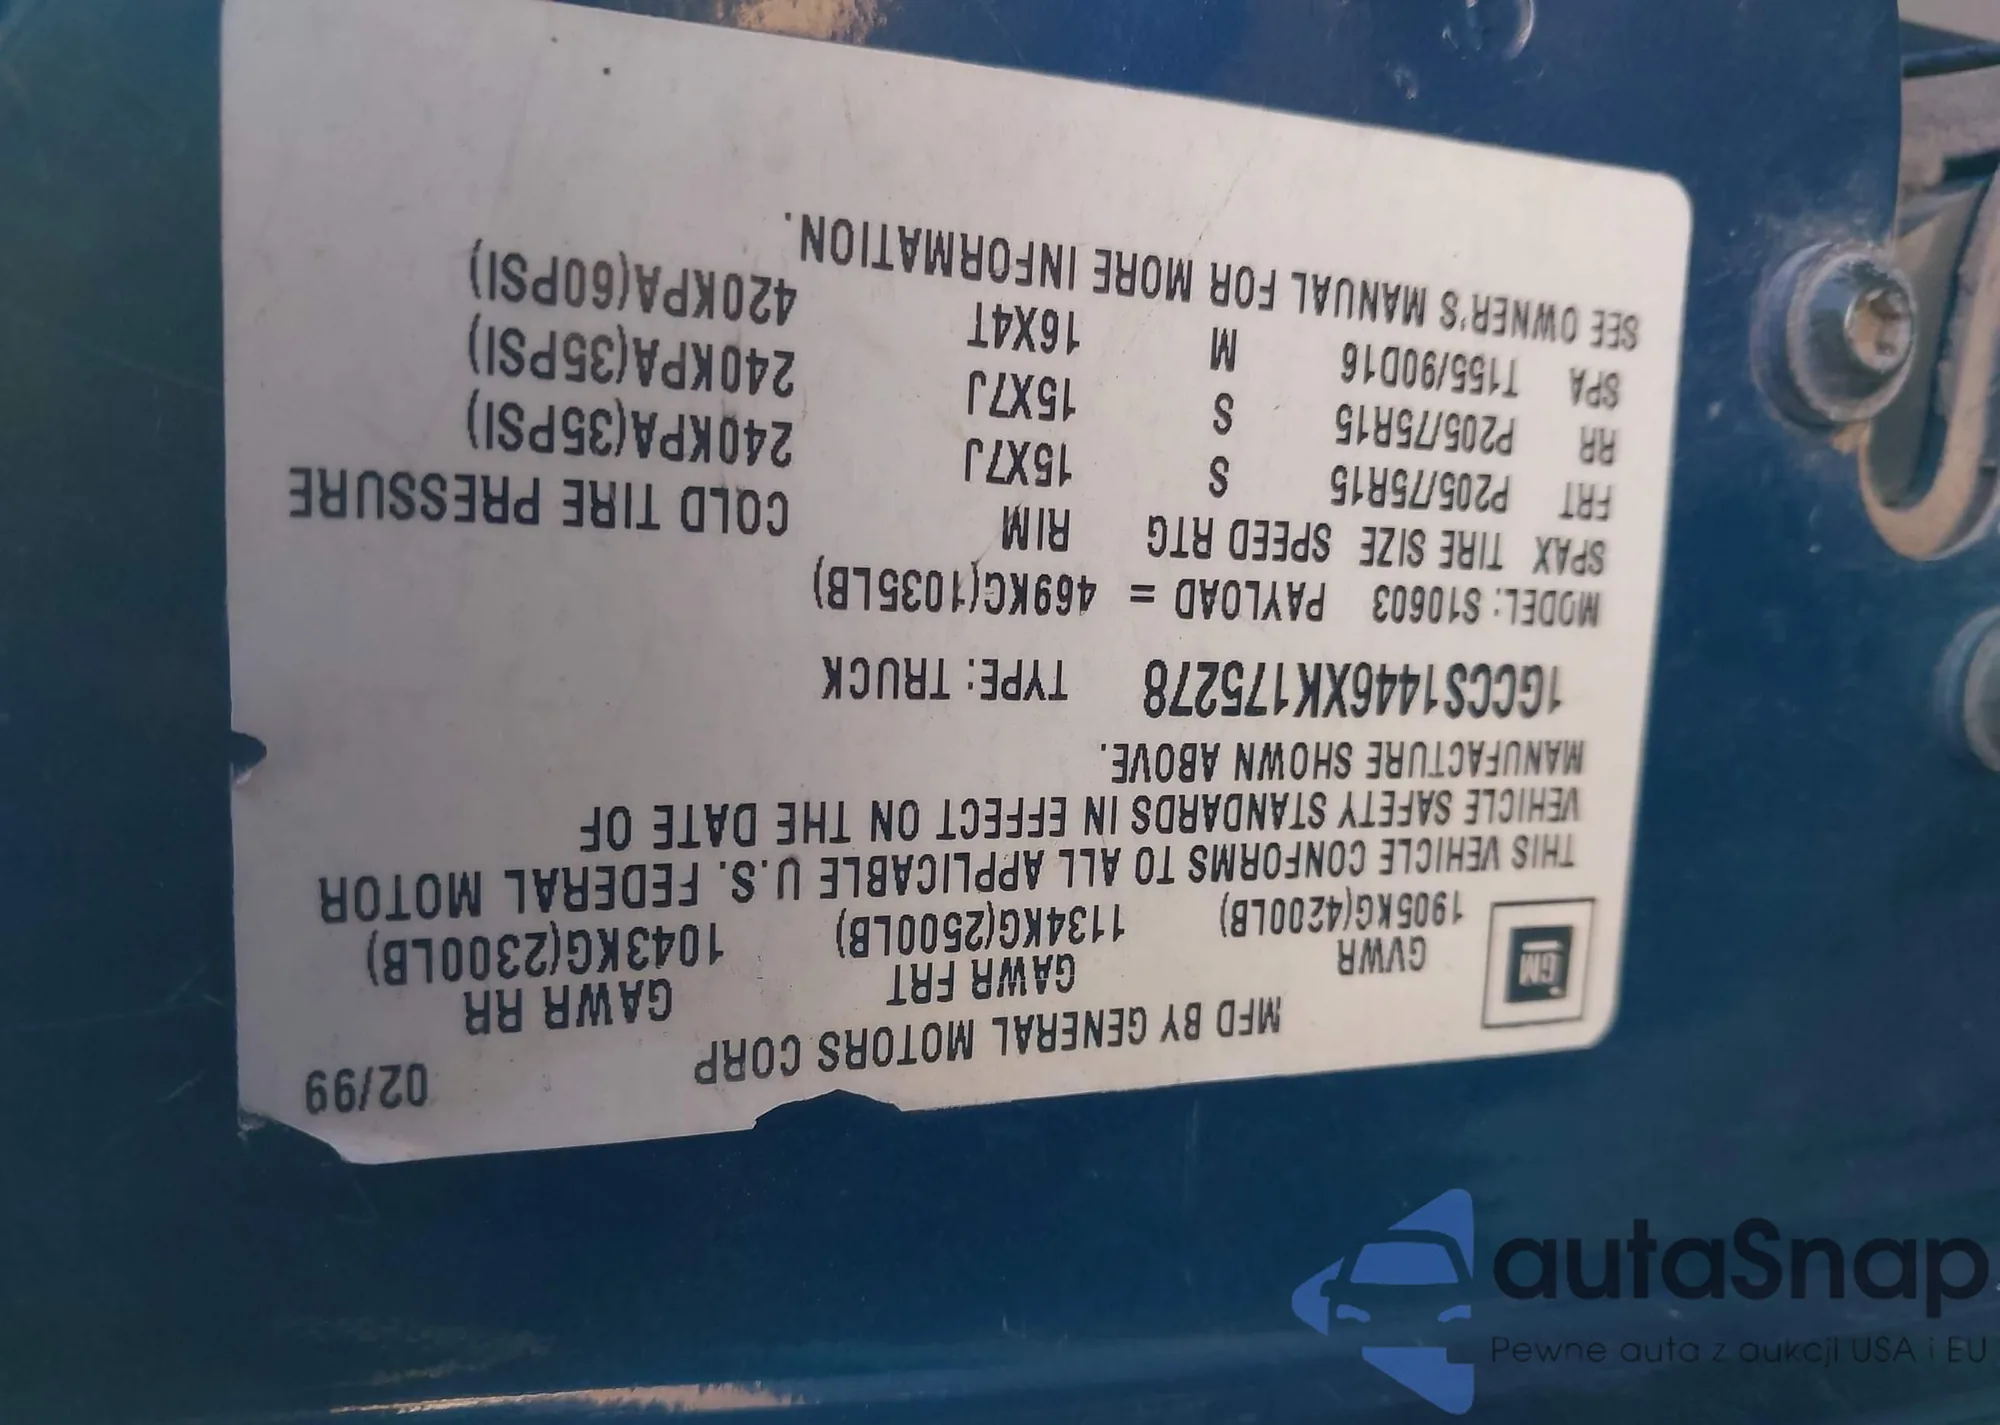 MFD BY GENERAL MOTORS CORP 02/99
GM
GVWR GAWR FRT GAWR RR
1905KG(4200LB) 1134KG(2500LB) 1043KG(2300LB)
THIS VEHICLE CONFORMS TO ALL APPLICABLE U.S. FEDERAL MOTOR
VEHICLE SAFETY STANDARDS IN EFFECT ON THE DATE OF
MANUFACTURE SHOWN ABOVE.
1GCCS1446XK175278 TYPE: TRUCK
MODEL: S10603 PAYLOAD = 469KG(1035LB)
SPAX TIRE SIZE SPEED RTG RIM COLD TIRE PRESSURE
FRT P205/75R15 S 15X7J 240KPA(35PSI)
RR P205/75R15 S 15X7J 240KPA(35PSI)
SPA T155/90D16 M 16X4T 420KPA(60PSI)
SEE OWNER'S MANUAL FOR MORE INFORMATION.
autaSnap
Pewne auta z aukcji USA i EU